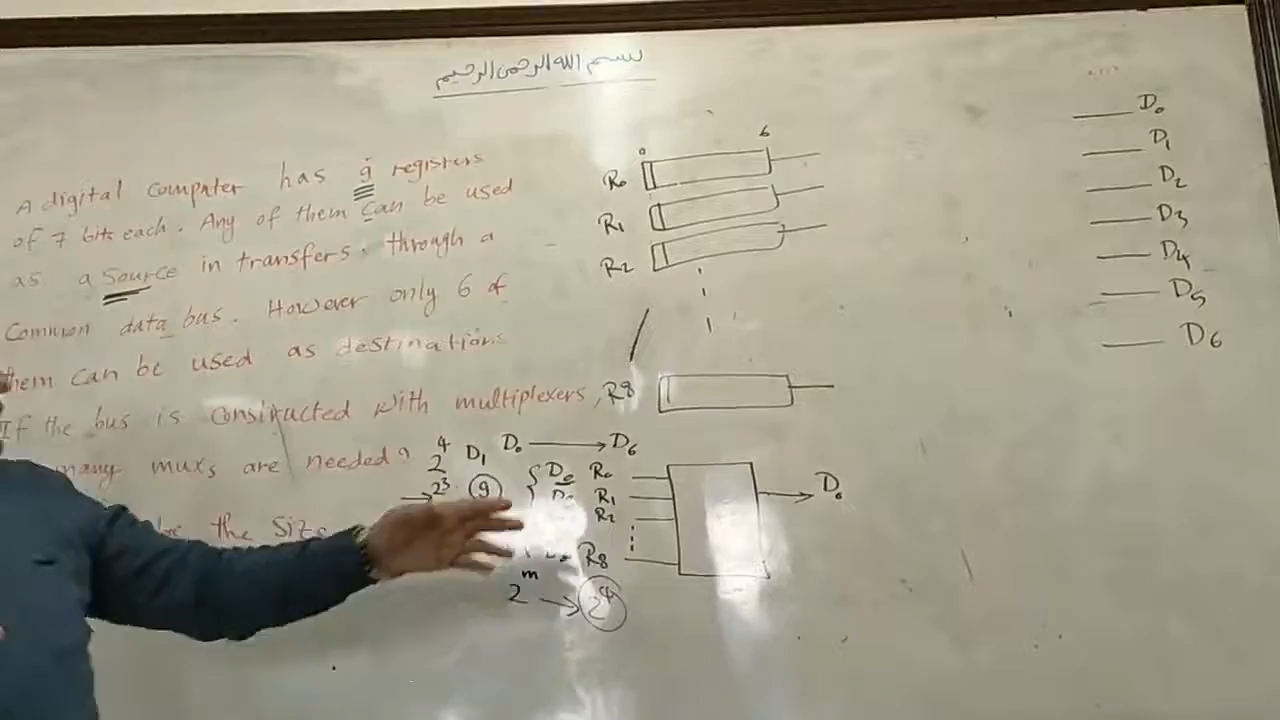 بسم الله الرحمن الرحيم
A digital computer has 9 registers
of 7 bits each. Any of them can be used
as a source in transfers through a
Common data bus. However only 6 of
them can be used as destinations
If the bus is constructed with multiplexers,
many muxs are needed?
the size
0 6
R0
R1
R2
R8
D0
D1
D2
D3
D4
D5
D6
2^4 D1 D0 → D6
2^3 9
D0 R0
R1
R2
R8
D0
2^m → 2^4